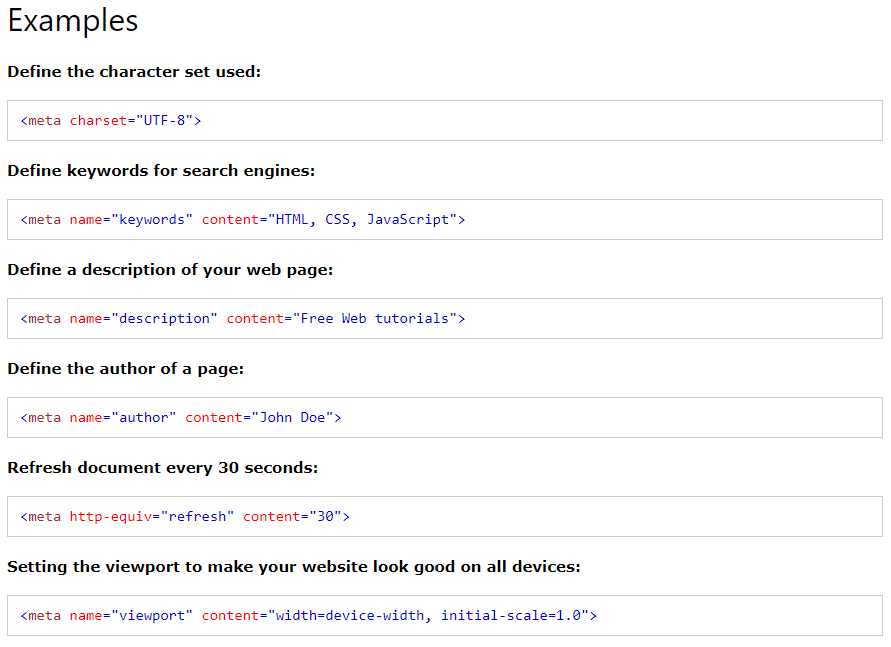 Examples
Define the character set used:
<meta charset="UTF-8">
Define keywords for search engines:
<meta name="keywords" content="HTML, CSS, JavaScript">
Define a description of your web page:
<meta name="description" content="Free Web tutorials">
Define the author of a page:
<meta name="author" content="John Doe">
Refresh document every 30 seconds:
<meta http-equiv="refresh" content="30">
Setting the viewport to make your website look good on all devices:
<meta name="viewport" content="width=device-width, initial-scale=1.0">